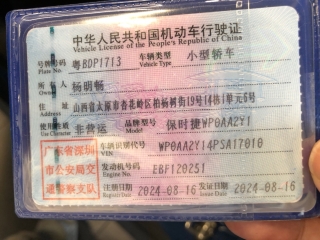 中华人民共和国机动车行驶证
Vehicle License of the People's Republic of China
号牌号码 粤BDP1713 车辆类型 小型轿车
Plate No. Vehicle Type
所有人 杨朋畅
Owner
住址 山西省太原市杏花岭区柏杨树街19号14栋1单元6号
Address
使用性质 非营运 品牌型号 保时捷WP0AA2Y1
Use Character Model
广东省深圳市公安局交通警察支队
车辆识别代号 WP0AA2Y14PSA17010
VIN
发动机号码 EBF120251
Engine No.
注册日期 2024-08-16 发证日期 2024-08-16
Register Date Issue Date